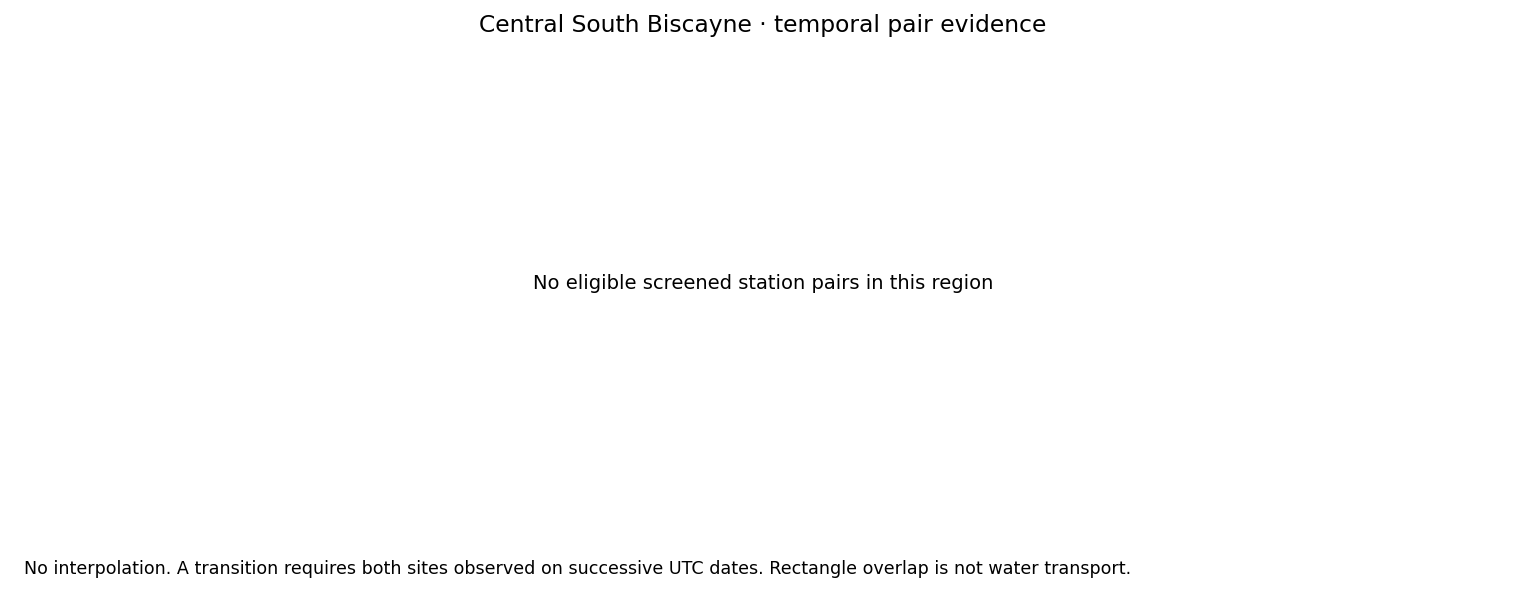 Central South Biscayne · temporal pair evidence
No eligible screened station pairs in this region
No interpolation. A transition requires both sites observed on successive UTC dates. Rectangle overlap is not water transport.